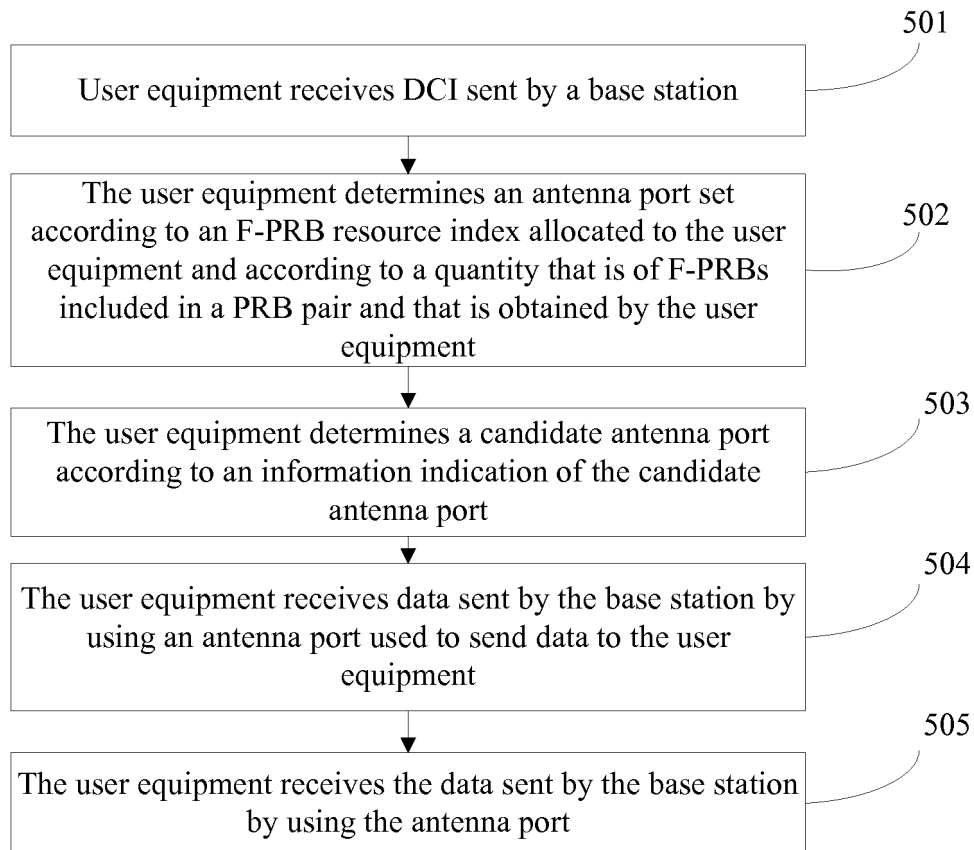 501
User equipment receives DCI sent by a base station
The user equipment determines an antenna port set
according to an F-PRB resource index allocated to the user
equipment and according to a quantity that is of F-PRBs
included in a PRB pair and that is obtained by the user
equipment
502
The user equipment determines a candidate antenna port
according to an information indication of the candidate
antenna port
503
The user equipment receives data sent by the base station by
using an antenna port used to send data to the user
equipment
504
The user equipment receives the data sent by the base station
by using the antenna port
505